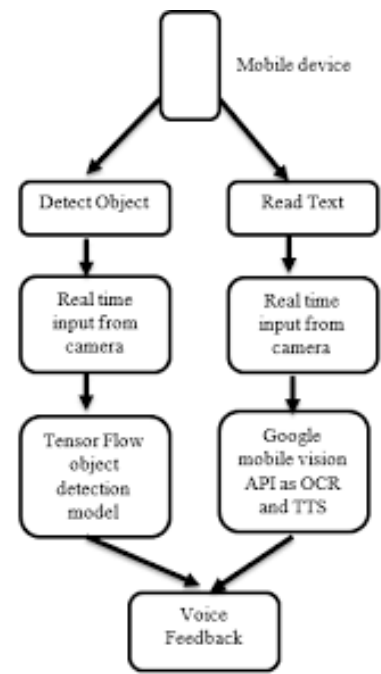 Mobile device
Detect Object
Read Text
Real time
input from
camera
Real time
input from
camera
Tensor Flow
object
detection
model
Google
mobile vision
API as OCR
and TTS
Voice
Feedback